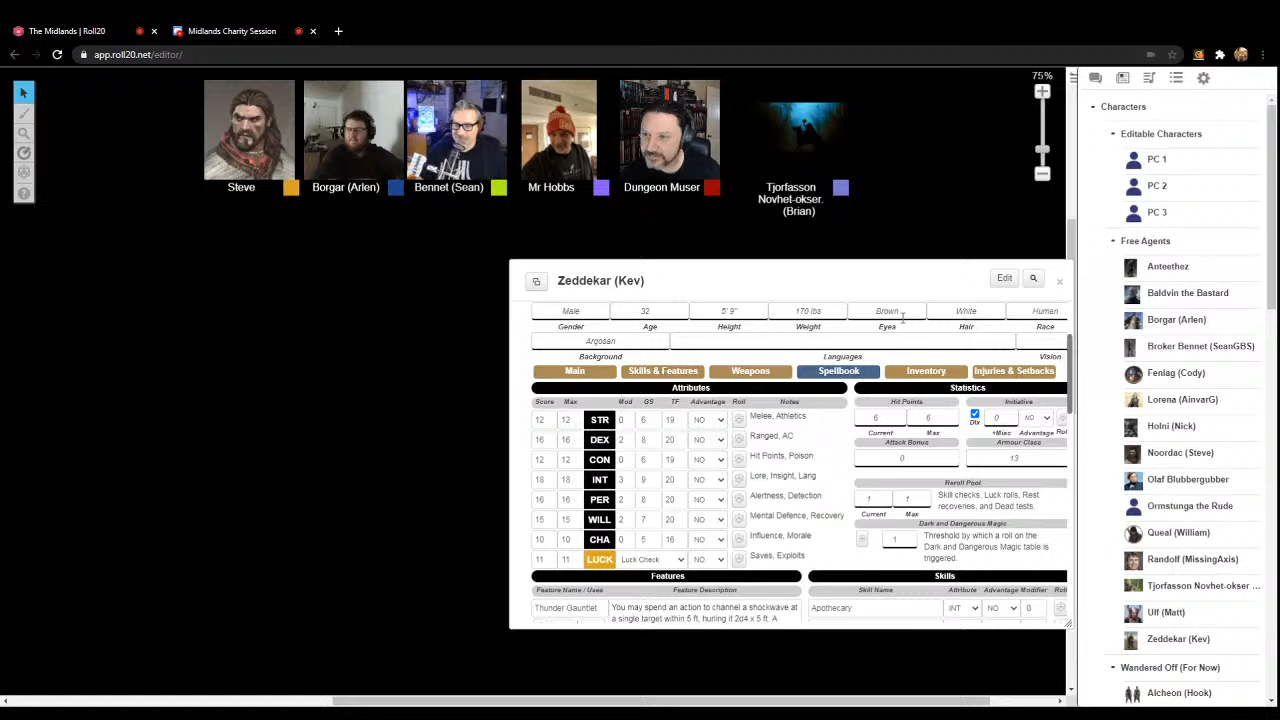 The Midlands | Roll20
Midlands Charity Session
app.roll20.net/editor/
75%
Steve
Borgar (Arlen)
Bennet (Sean)
Mr Hobbs
Dungeon Muser
Tjorfasson
Novhet-okser.
(Brian)
Zeddekar (Kev)
Edit
Male 32 5' 9" 170 lbs Brown White Human
Gender Age Height Weight Eyes Hair Race
Argosan
Background Languages Vision
Main Skills & Features Weapons Spellbook Inventory Injuries & Setbacks
Attributes
Score Max Mod GS TF Advantage Roll Notes
12 12 STR 0 6 19 NO Melee, Athletics
16 16 DEX 2 8 20 NO Ranged, AC
12 12 CON 0 6 19 NO Hit Points, Poison
18 18 INT 3 9 20 NO Lore, Insight, Lang
16 16 PER 2 8 20 NO Alertness, Detection
15 15 WILL 2 7 20 NO Mental Defence, Recovery
10 10 CHA 0 5 16 NO Influence, Morale
11 11 LUCK Luck Check NO Saves, Exploits
Statistics
Hit Points Initiative
6 6 Div 0 NO
Current Max +Misc Advantage Rol
Attack Bonus Armour Class
0 13
Reroll Pool
1 1 Skill checks, Luck rolls, Rest
recoveries, and Dead tests.
Current Max
Dark and Dangerous Magic
1 Threshold by which a roll on the
Dark and Dangerous Magic table is
triggered.
Features
Feature Name / Uses Feature Description
Thunder Gauntlet You may spend an action to channel a shockwave at
a single target within 5 ft, hurling it 2d4 x 5 ft. A
Skills
Skill Name Attribute Advantage Modifier Roll
Apothecary INT NO 0
Characters
Editable Characters
PC 1
PC 2
PC 3
Free Agents
Anteethez
Baldvin the Bastard
Borgar (Arlen)
Broker Bennet (SeanGBS)
Fenlag (Cody)
Lorena (AinvarG)
Holni (Nick)
Noordac (Steve)
Olaf Blubbergubber
Ormstunga the Rude
Queal (William)
Randolf (MissingAxis)
Tjorfasson Novhet-okser ...
Ulf (Matt)
Zeddekar (Kev)
Wandered Off (For Now)
Alcheon (Hook)